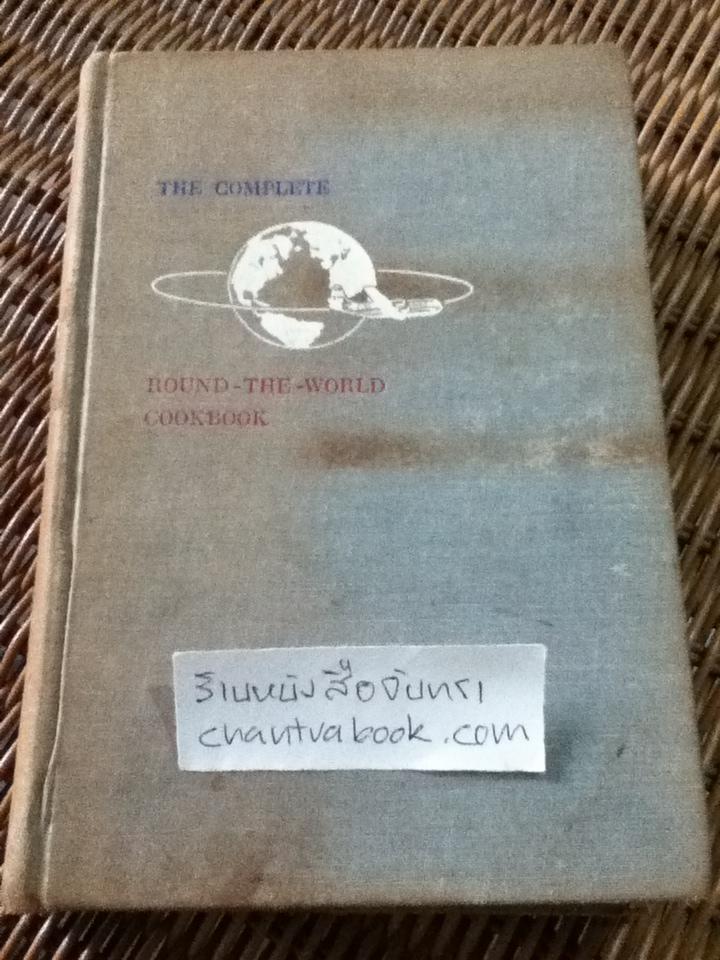 THE COMPLETE
ROUND-THE-WORLD
COOKBOOK
ร้านหนังสือจันทรา
chantrabook.com